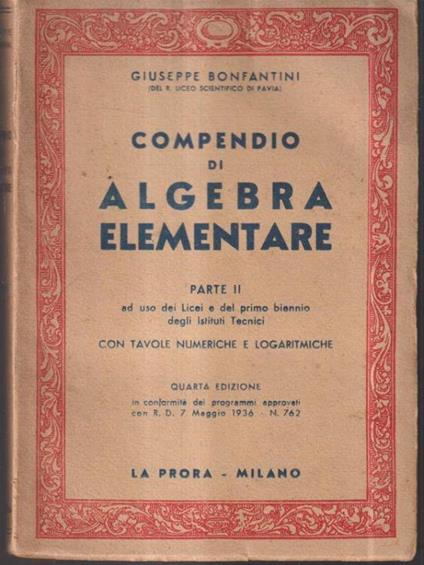 GIUSEPPE BONFANTINI
(DEL R. LICEO SCIENTIFICO DI PAVIA)
COMPENDIO
DI
ALGEBRA
ELEMENTARE
PARTE II
ad uso dei Licei e del primo biennio
degli Istituti Tecnici
CON TAVOLE NUMERICHE E LOGARITMICHE
QUARTA EDIZIONE
in conformità dei programmi approvati
con R. D. 7 Maggio 1936 - N. 762
LA PRORA - MILANO